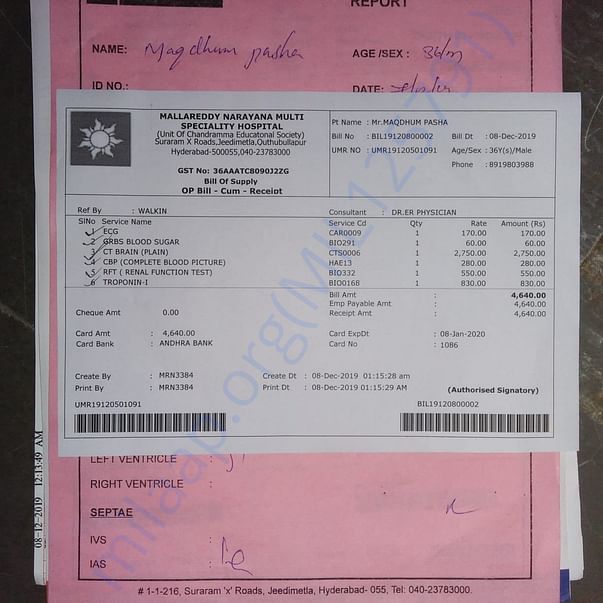 REPORT
NAME: Maqdhum pasha AGE/SEX : 36/m
ID NO.: DATE:
MALLAREDDY NARAYANA MULTI
SPECIALITY HOSPITAL
(Unit Of Chandramma Educatonal Society)
Suraram X Roads,Jeedimetla,Quthubullapur
Hyderabad-500055,040-23783000
GST No: 36AAATC8090J2ZG
Bill Of Supply
OP Bill - Cum - Receipt
Pt Name : Mr.MAQDHUM PASHA
Bill No : BIL19120800002 Bill Dt : 08-Dec-2019
UMR NO : UMR19120501091 Age/Sex : 36Y(s)/Male
Phone : 8919803988
Ref By : WALKIN Consultant : DR.ER PHYSICIAN
SlNo Service Name Service Cd Qty Rate Amount (Rs)
1 ECG CAR0009 1 170.00 170.00
2 GRBS BLOOD SUGAR BIO291 1 60.00 60.00
3 CT BRAIN (PLAIN) CTS0006 1 2,750.00 2,750.00
4 CBP (COMPLETE BLOOD PICTURE) HAE13 1 280.00 280.00
5 RFT ( RENAL FUNCTION TEST) BIO332 1 550.00 550.00
6 TROPONIN-I BIO0168 1 830.00 830.00
Bill Amt : 4,640.00
Emp Payable Amt : 4,640.00
Cheque Amt 0.00 Receipt Amt : 4,640.00
Card Amt : 4,640.00 Card ExpDt : 08-Jan-2020
Card Bank : ANDHRA BANK Card No : 1086
Create By : MRN3384 Create Dt : 08-Dec-2019 01:15:28 am
Print By : MRN3384 Print Dt : 08-Dec-2019 01:15:29 AM
(Authorised Signatory)
UMR19120501091 BIL19120800002
LEFT VENTRICLE :
RIGHT VENTRICLE :
SEPTAE
IVS :
IAS :
# 1-1-216, Suraram 'x' Roads, Jeedimetla, Hyderabad- 055, Tel: 040-23783000.
08-12-2019 12:13:49 AM